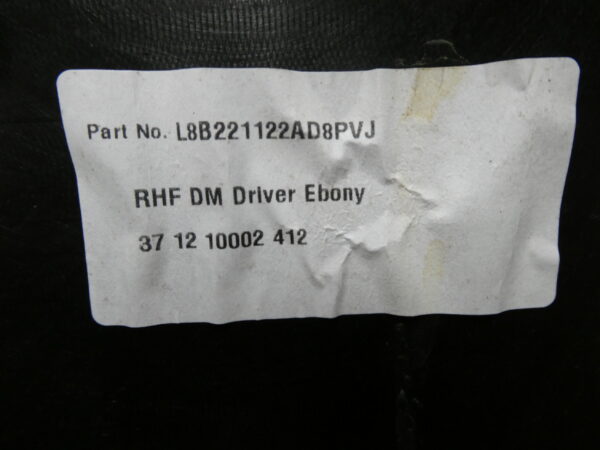 Part No. L8B221122AD8PVJ
RHF DM Driver Ebony
37 12 10002 412